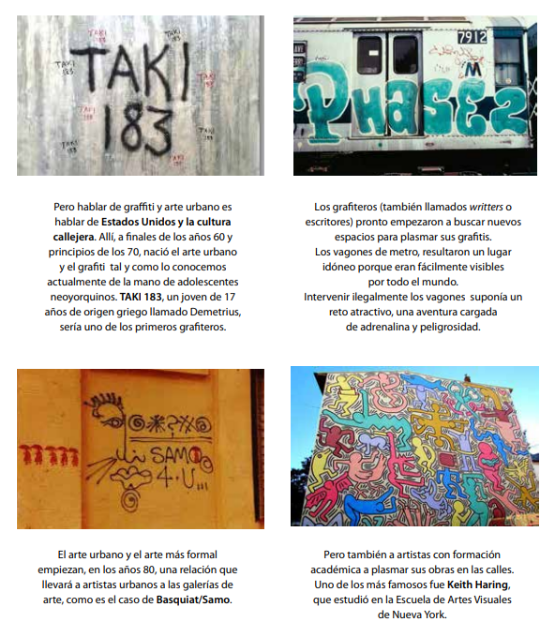 TAKI
183
7912
PHASE 2
Pero hablar de graffiti y arte urbano es
hablar de Estados Unidos y la cultura
callejera. Allí, a finales de los años 60 y
principios de los 70, nació el arte urbano
y el grafiti tal y como lo conocemos
actualmente de la mano de adolescentes
neoyorquinos. TAKI 183, un joven de 17
años de origen griego llamado Demetrius,
sería uno de los primeros grafiteros.
Los grafiteros (también llamados writters o
escritores) pronto empezaron a buscar nuevos
espacios para plasmar sus grafitis.
Los vagones de metro, resultaron un lugar
idóneo porque eran fácilmente visibles
por todo el mundo.
Intervenir ilegalmente los vagones suponía un
reto atractivo, una aventura cargada
de adrenalina y peligrosidad.
SAMO
4.U
El arte urbano y el arte más formal
empiezan, en los años 80, una relación que
llevará a artistas urbanos a las galerías de
arte, como es el caso de Basquiat/Samo.
Pero también a artistas con formación
académica a plasmar sus obras en las calles.
Uno de los más famosos fue Keith Haring,
que estudió en la Escuela de Artes Visuales
de Nueva York.